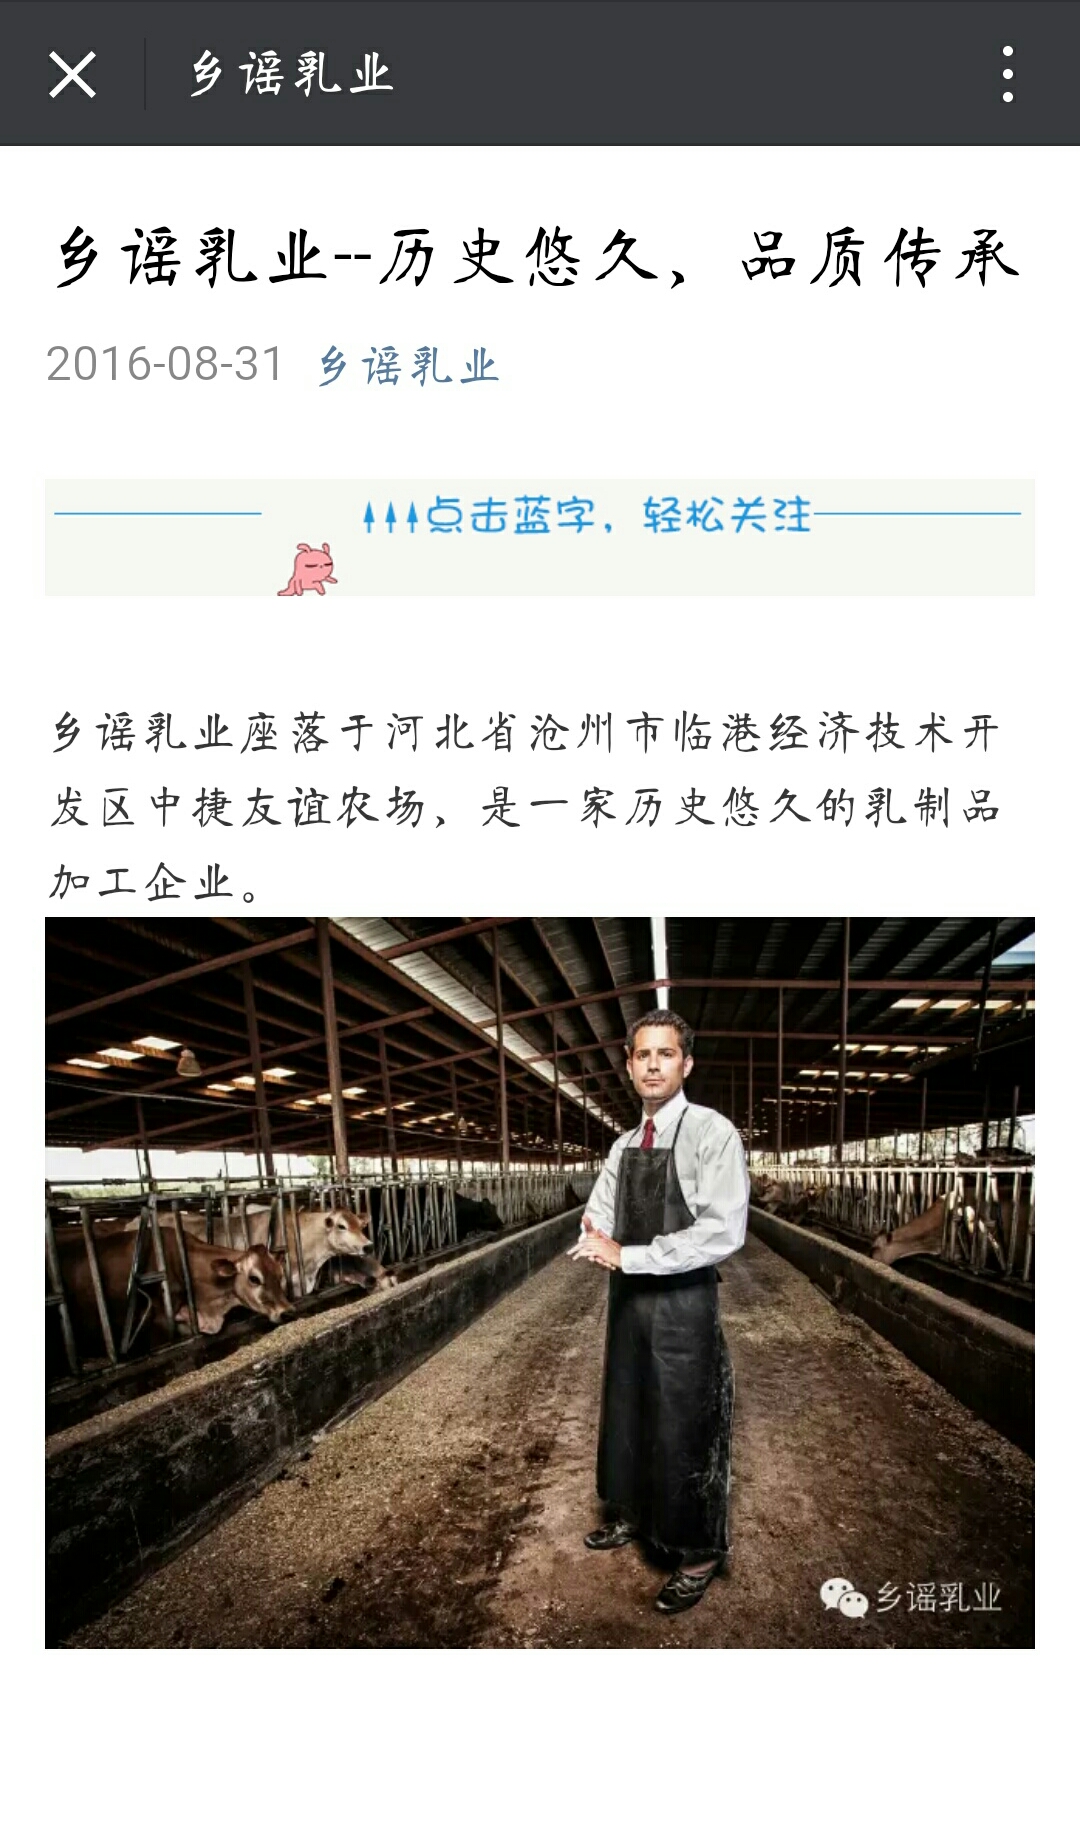 乡谣乳业
乡谣乳业--历史悠久、品质传承
2016-08-31 乡谣乳业
点击蓝字，轻松关注
乡谣乳业座落于河北省沧州市临港经济技术开
发区中捷友谊农场、是一家历史悠久的乳制品
加工企业。
乡谣乳业